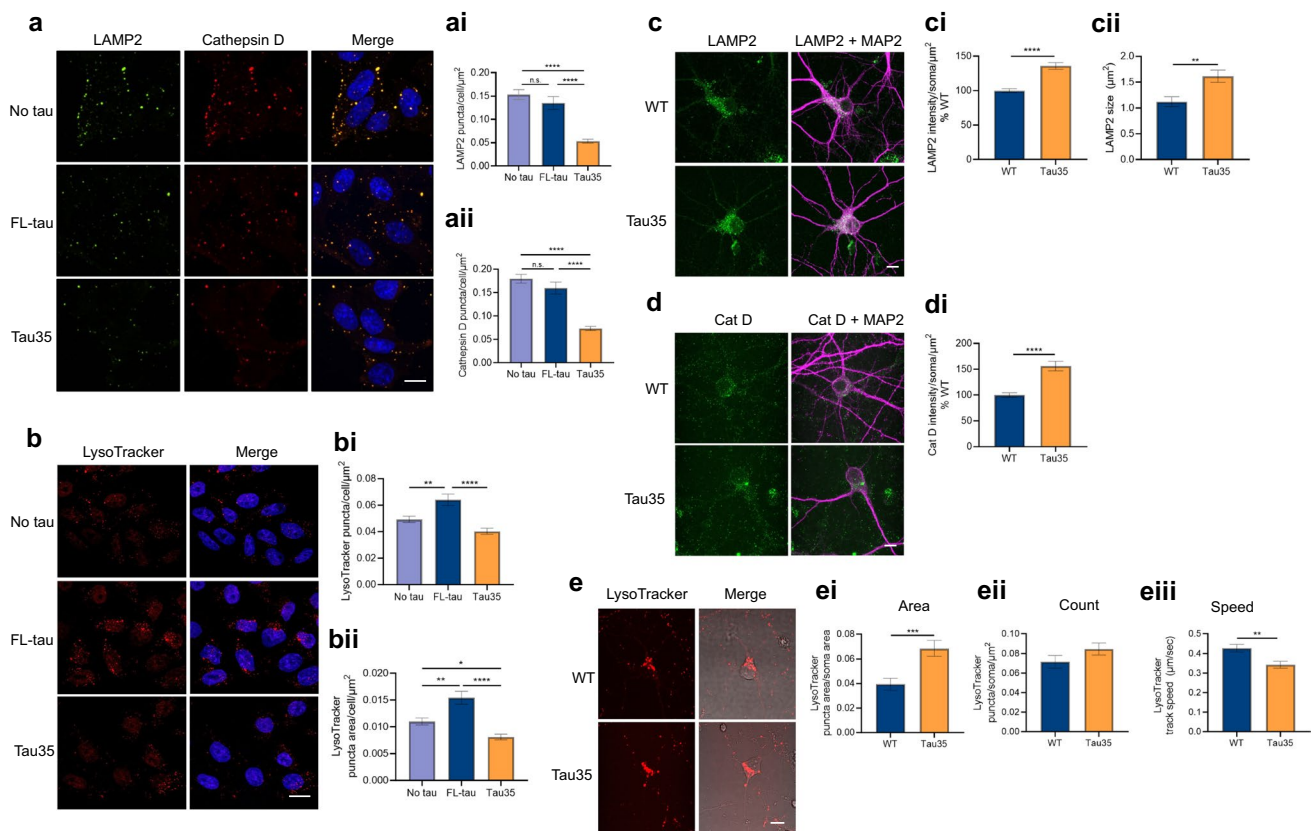 a
LAMP2 Cathepsin D Merge
No tau
FL-tau
Tau35
ai
LAMP2 puncta/cell/µm²
0.20
0.15
0.10
0.05
0.00
****
n.s. ****
No tau FL-tau Tau35
aii
Cathepsin D puncta/cell/µm²
0.20
0.15
0.10
0.05
0.00
****
n.s. ****
No tau FL-tau Tau35
b
LysoTracker Merge
No tau
FL-tau
Tau35
bi
LysoTracker puncta/cell/µm²
0.08
0.06
0.04
0.02
0.00
** ****
No tau FL-tau Tau35
bii
LysoTracker
puncta area/cell/µm²
0.020
0.015
0.010
0.005
0.000
*
** ****
No tau FL-tau Tau35
c
LAMP2 LAMP2 + MAP2
WT
Tau35
ci
LAMP2 intensity/soma/µm²
% WT
150
100
50
0
****
WT Tau35
cii
LAMP2 size (µm²)
2.0
1.5
1.0
0.5
0.0
**
WT Tau35
d
Cat D Cat D + MAP2
WT
Tau35
di
Cat D intensity/soma/µm²
% WT
200
150
100
50
0
****
WT Tau35
e
LysoTracker Merge
WT
Tau35
ei
Area
LysoTracker
puncta area/soma area
0.08
0.06
0.04
0.02
0.00
***
WT Tau35
eii
Count
LysoTracker
puncta/soma/µm²
0.10
0.08
0.06
0.04
0.02
0.00
WT Tau35
eiii
Speed
LysoTracker
track speed (µm/sec)
0.5
0.4
0.3
0.2
0.1
0.0
**
WT Tau35